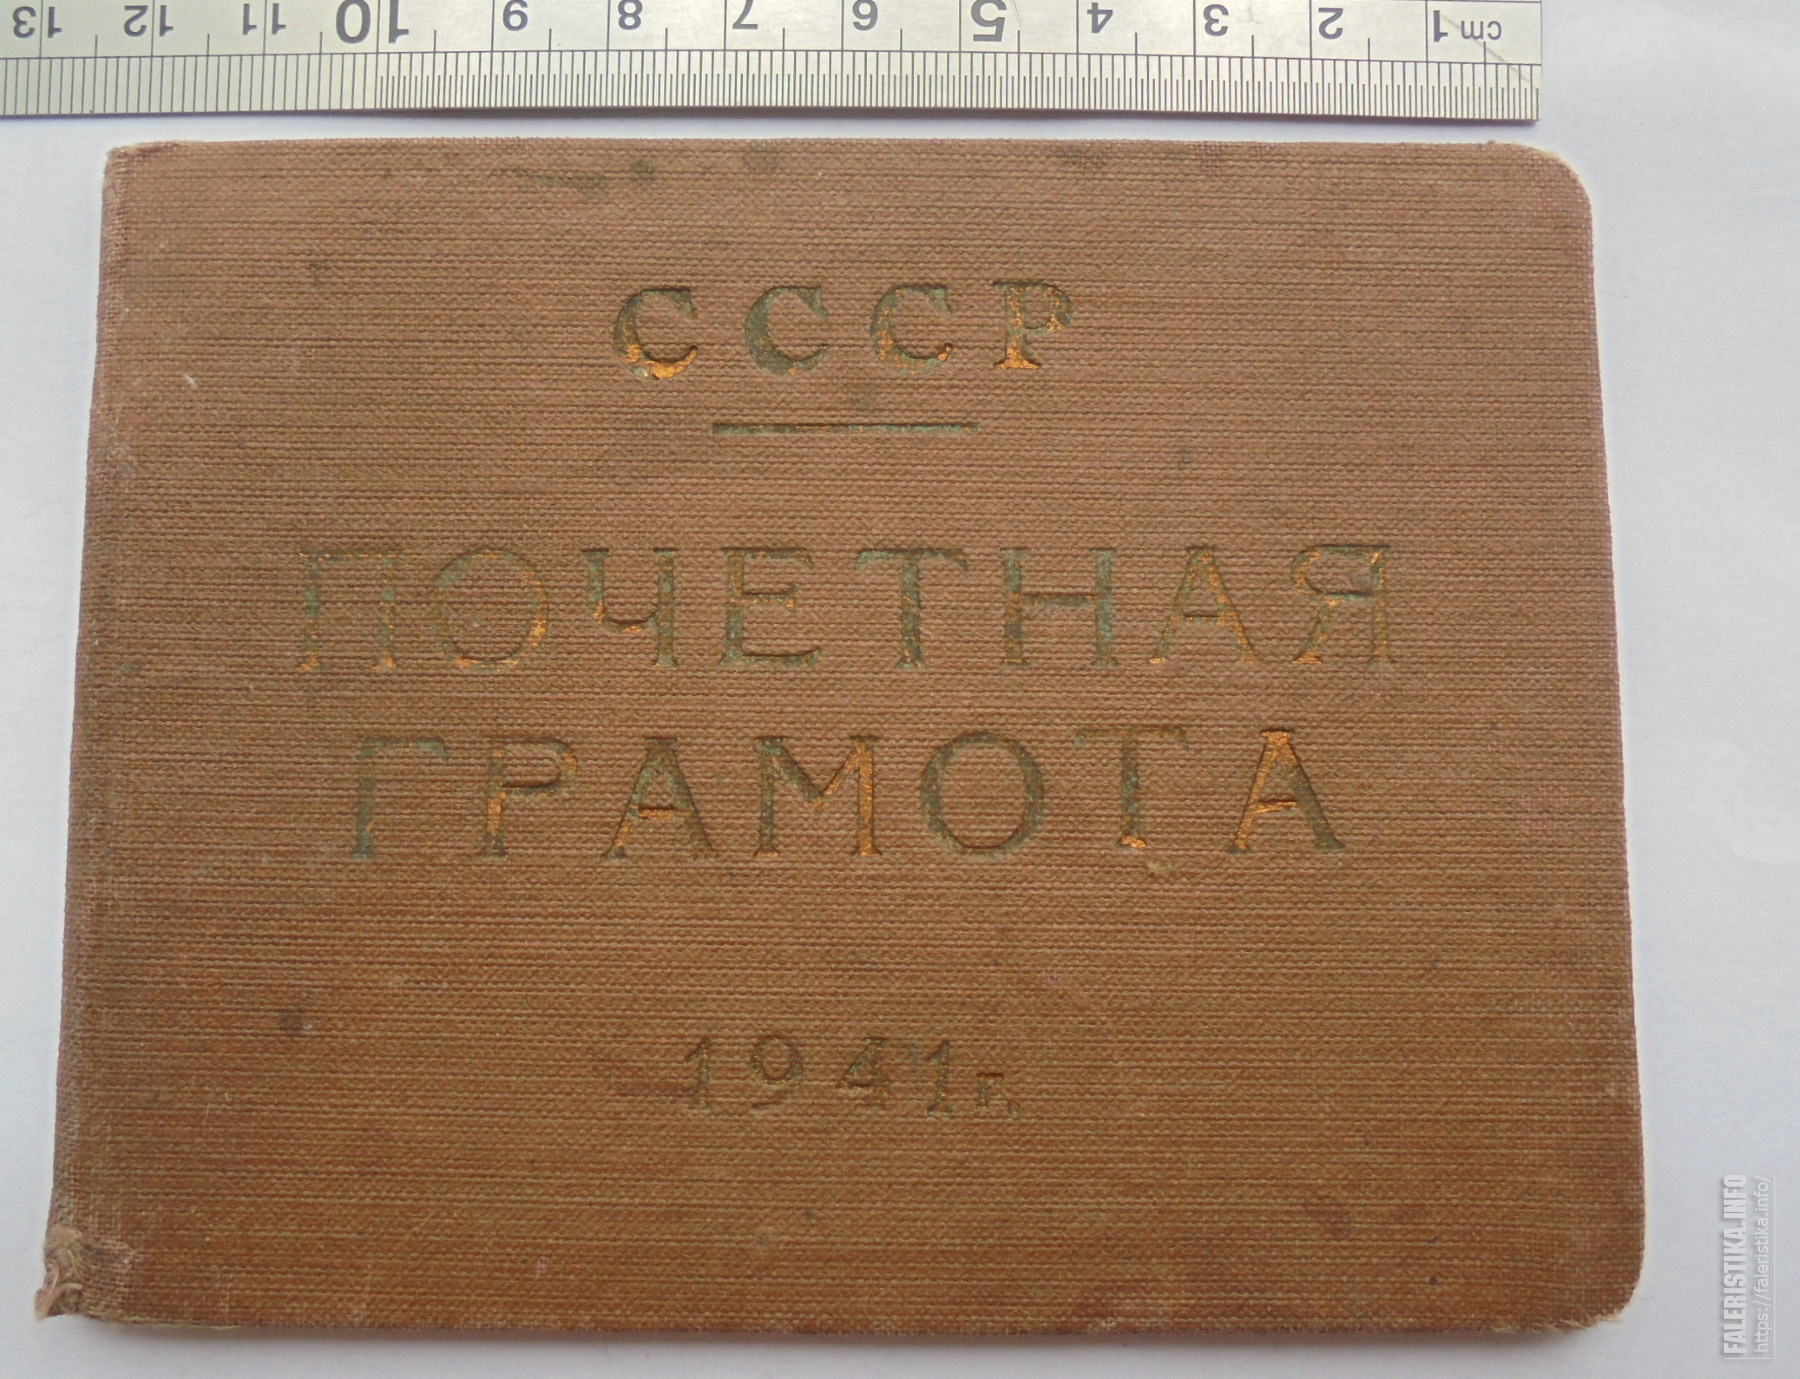 13 12 11 10 9 8 7 6 5 4 3 2 1 cm
СССР
ПОЧЕТНАЯ
ГРАМОТА
1941 г.
FALERISTIKA.INFO
https://faleristika.info/